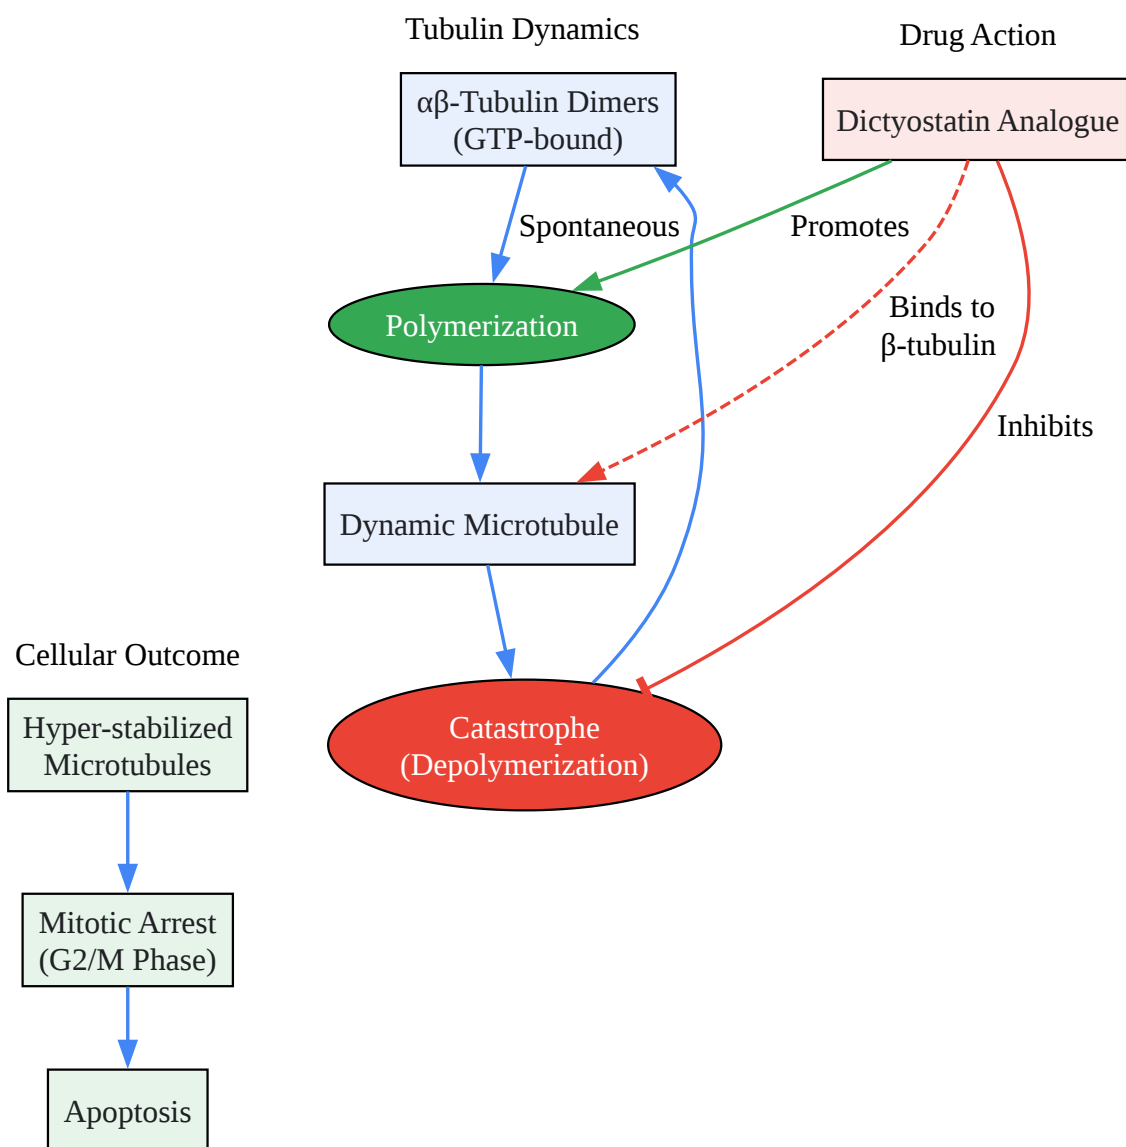 Tubulin Dynamics
Drug Action
αβ-Tubulin Dimers
(GTP-bound)
Dictyostatin Analogue
Spontaneous
Promotes
Polymerization
Binds to
β-tubulin
Inhibits
Dynamic Microtubule
Catastrophe
(Depolymerization)
Cellular Outcome
Hyper-stabilized
Microtubules
Mitotic Arrest
(G2/M Phase)
Apoptosis